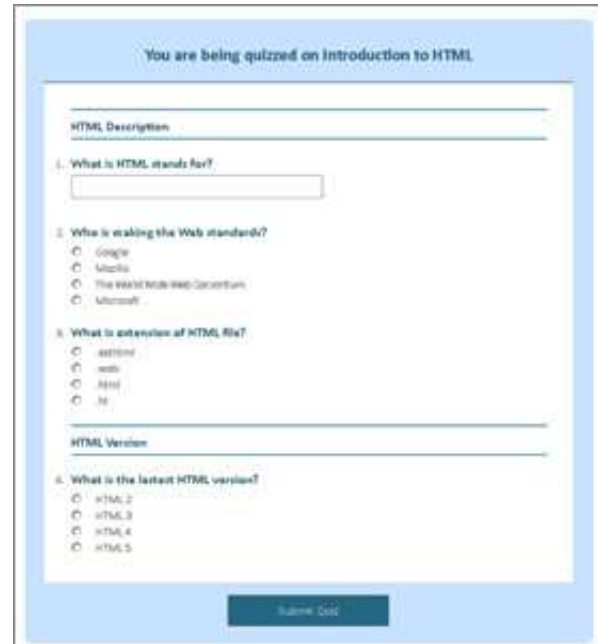 You are being quizzed on Introduction to HTML
HTML Description
1. What is HTML stands for?
2. Who is making the Web standards?
Google
Mozilla
The World Wide Web Consortium
Microsoft
3. What is extension of HTML file?
.web
.html
HTML Version
4. What is the lastest HTML version?
HTML 2
HTML 3
HTML 4
HTML 5
Submit Quiz